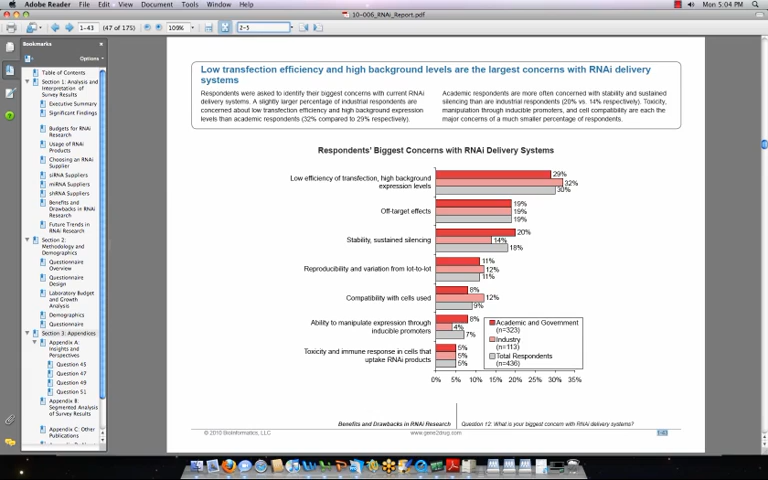 Adobe Reader File Edit View Document Tools Window Help Mon 5:04 PM
10-006_RNAi_Report.pdf
1-43 (47 of 175) 109% 2-5
Bookmarks
Options
Table of Contents
Section 1: Analysis and
Interpretation of
Survey Results
Executive Summary
Significant Findings
Budgets for RNAi
Research
Usage of RNAi
Products
Choosing an RNAi
Supplier
siRNA Suppliers
miRNA Suppliers
shRNA Suppliers
Benefits and
Drawbacks in RNAi
Research
Future Trends in
RNAi Research
Section 2:
Methodology and
Demographics
Questionnaire
Overview
Questionnaire
Design
Laboratory Budget
and Growth
Analysis
Demographics
Questionnaire
Section 3: Appendices
Appendix A:
Insights and
Perspectives
Question 45
Question 47
Question 49
Question 51
Appendix B:
Segmented Analysis
of Survey Results
Appendix C: Other
Publications
Low transfection efficiency and high background levels are the largest concerns with RNAi delivery
systems
Respondents were asked to identify their biggest concerns with current RNAi
delivery systems. A slightly larger percentage of industrial respondents are
concerned about low transfection efficiency and high background expression
levels than academic respondents (32% compared to 29% respectively).
Academic respondents are more often concerned with stability and sustained
silencing than are industrial respondents (20% vs. 14% respectively). Toxicity,
manipulation through inducible promoters, and cell compatibility are each the
major concerns of a much smaller percentage of respondents.
Respondents' Biggest Concerns with RNAi Delivery Systems
Low efficiency of transfection, high background
expression levels
29%
32%
30%
Off-target effects
19%
19%
19%
Stability, sustained silencing
20%
14%
18%
Reproducibility and variation from lot-to-lot
11%
12%
11%
Compatibility with cells used
8%
12%
9%
Ability to manipulate expression through
inducible promoters
8%
4%
7%
Toxicity and immune response in cells that
uptake RNAi products
5%
5%
5%
Academic and Government
(n=323)
Industry
(n=113)
Total Respondents
(n=436)
0% 5% 10% 15% 20% 25% 30% 35%
Benefits and Drawbacks in RNAi Research Question 12: What is your biggest concern with RNAi delivery systems?
© 2010 BioInformatics, LLC www.gene2drug.com 1-43